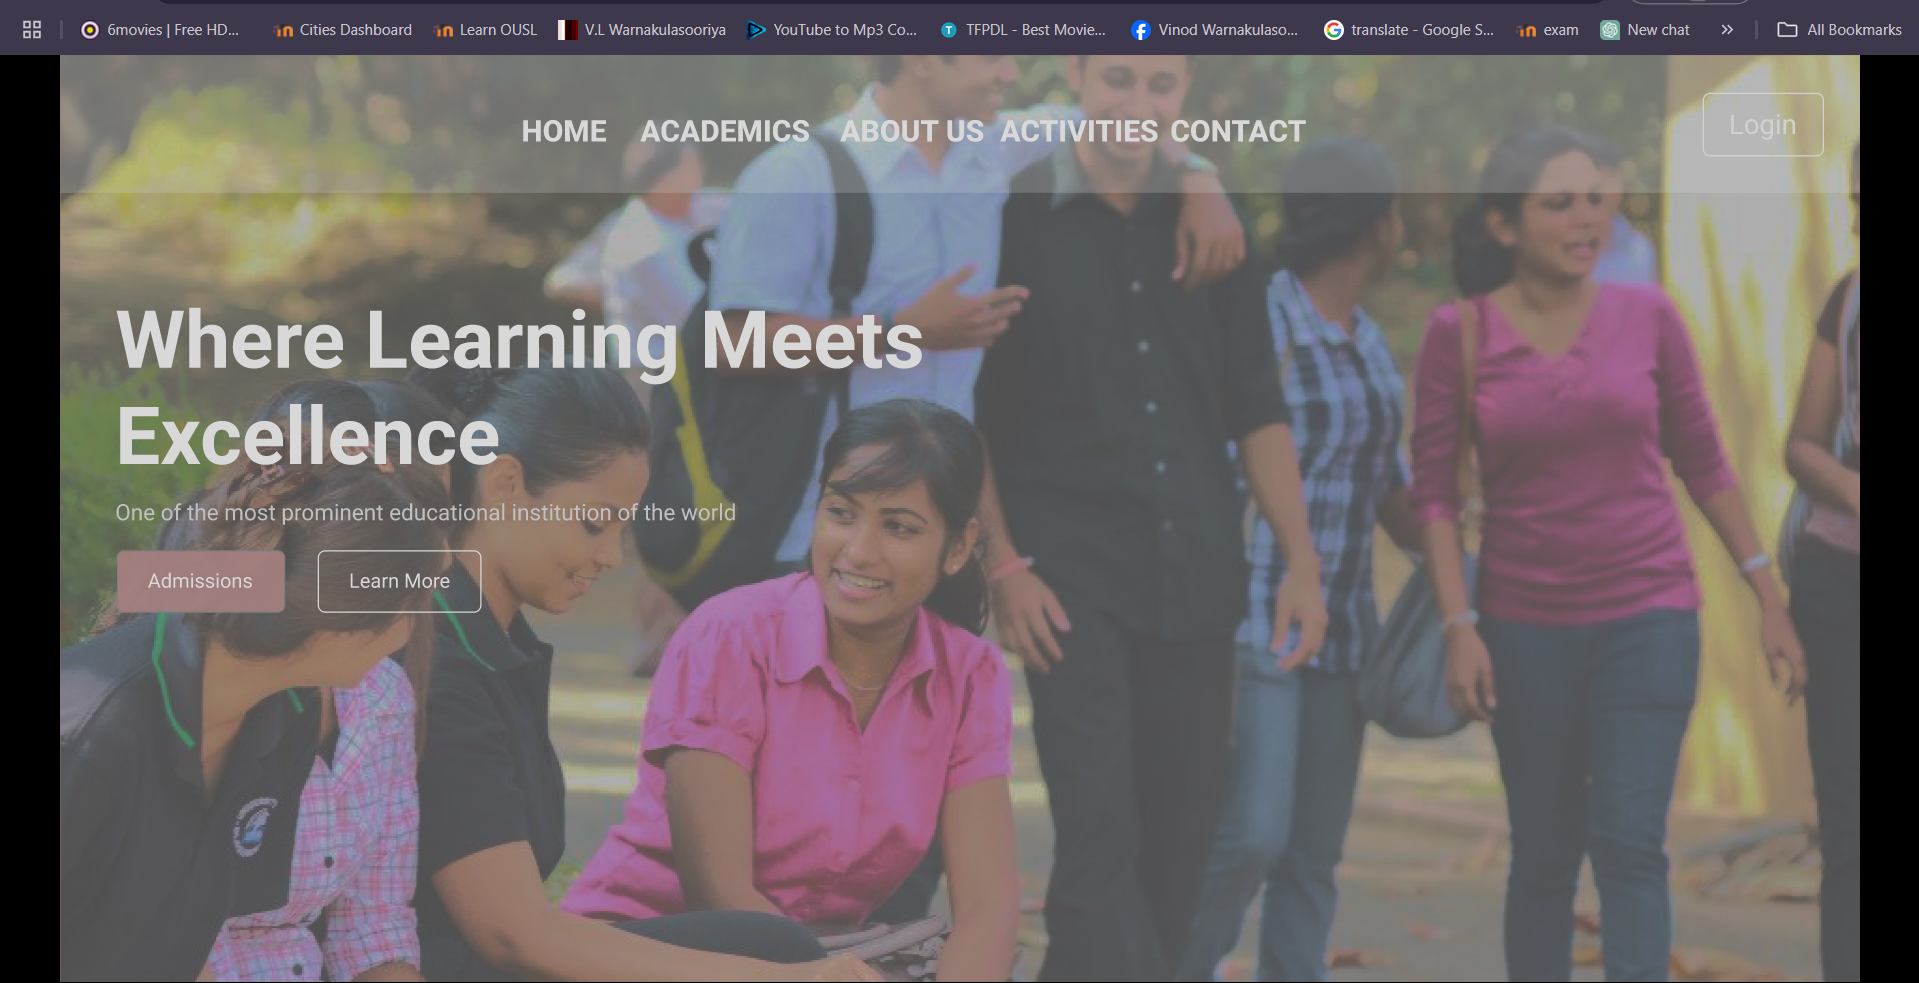 6movies | Free HD...
Cities Dashboard
Learn OUSL
V.L Warnakulasooriya
YouTube to Mp3 Co...
TFPDL - Best Movie...
Vinod Warnakulaso...
translate - Google S...
exam
New chat
All Bookmarks
HOME ACADEMICS ABOUT US ACTIVITIES CONTACT
Login
Where Learning Meets
Excellence
One of the most prominent educational institution of the world
Admissions
Learn More